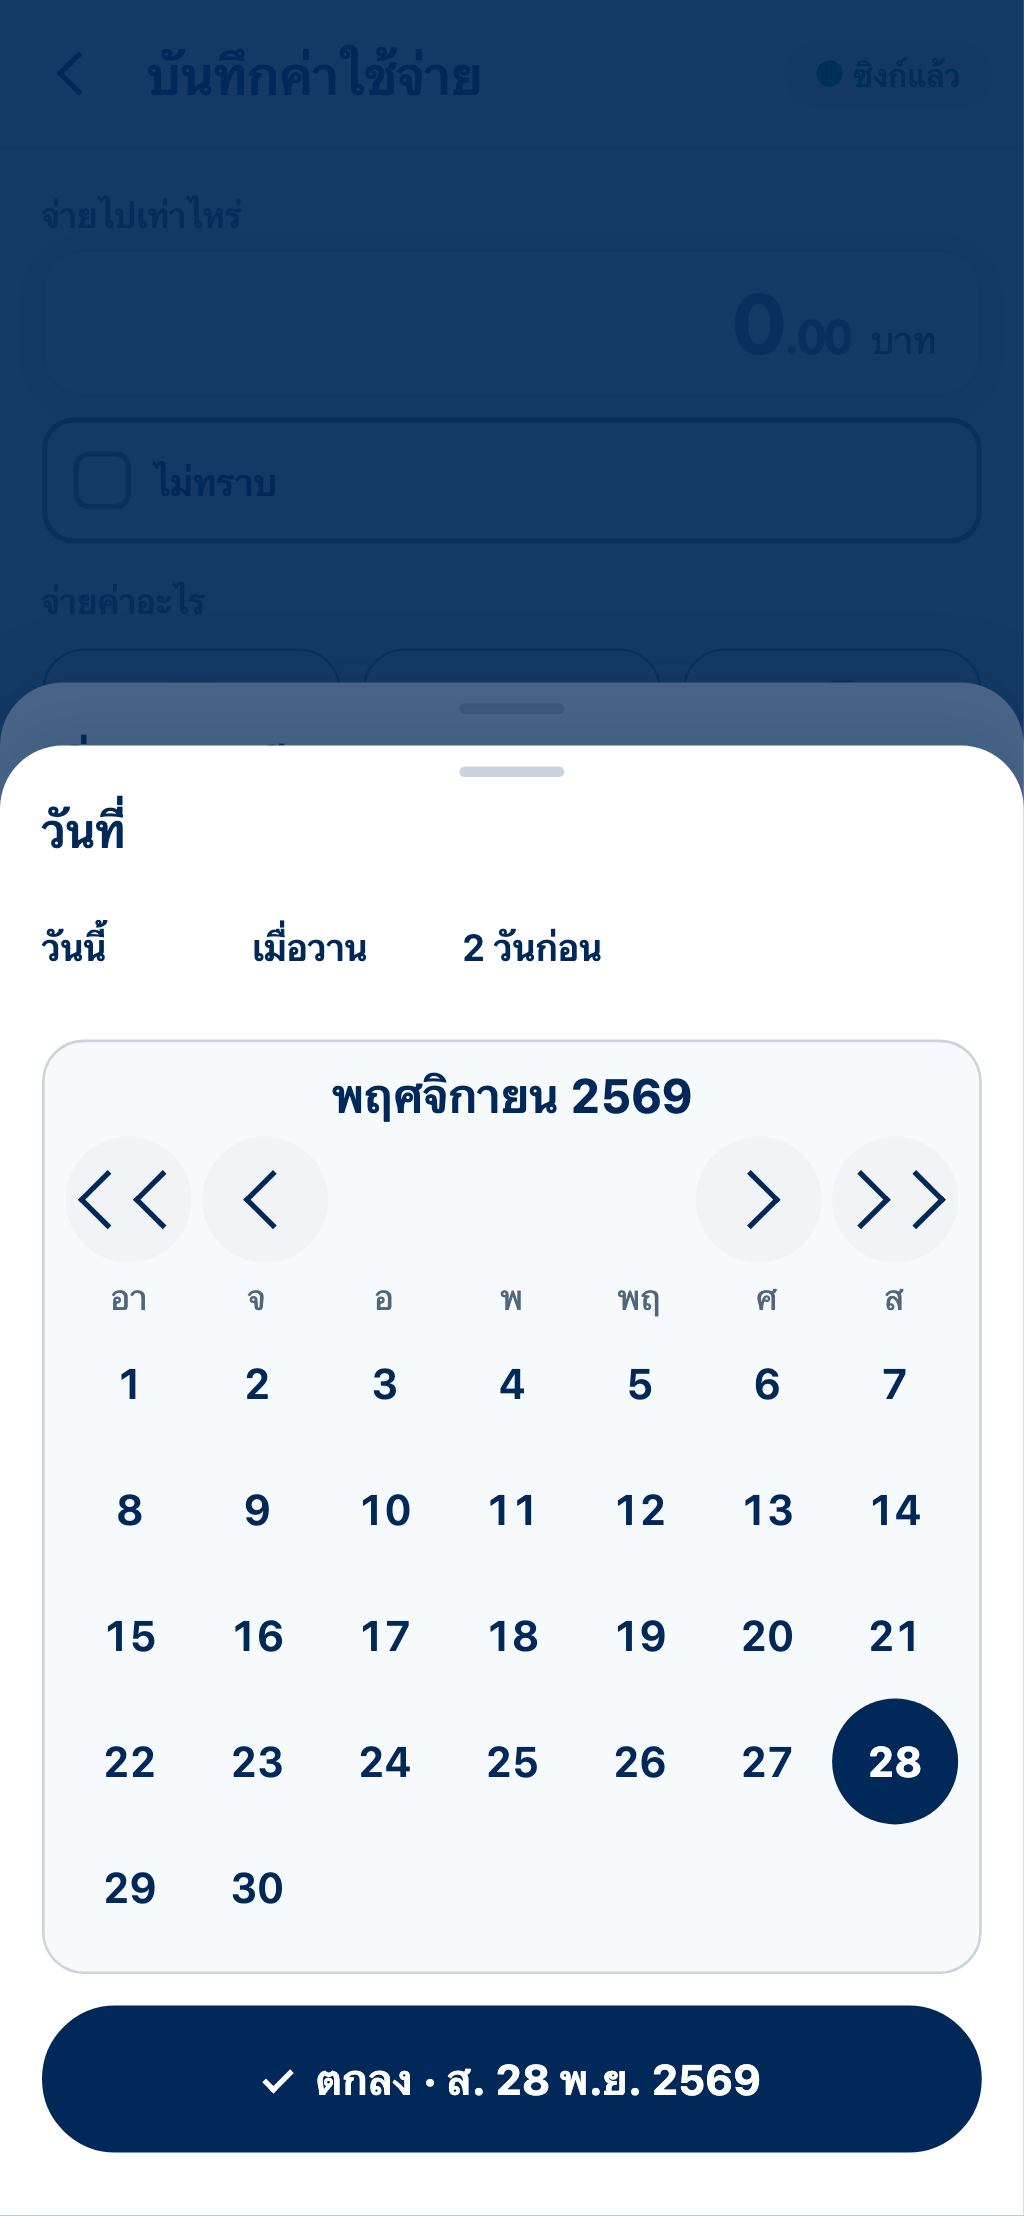 บันทึกค่าใช้จ่าย
ซิงก์แล้ว
จ่ายไปเท่าไหร่
0.00 บาท
ไม่ทราบ
จ่ายค่าอะไร
วันที่
วันนี้ เมื่อวาน 2 วันก่อน
พฤศจิกายน 2569
อา จ อ พ พฤ ศ ส
1 2 3 4 5 6 7
8 9 10 11 12 13 14
15 16 17 18 19 20 21
22 23 24 25 26 27 28
29 30
ตกลง · ส. 28 พ.ย. 2569